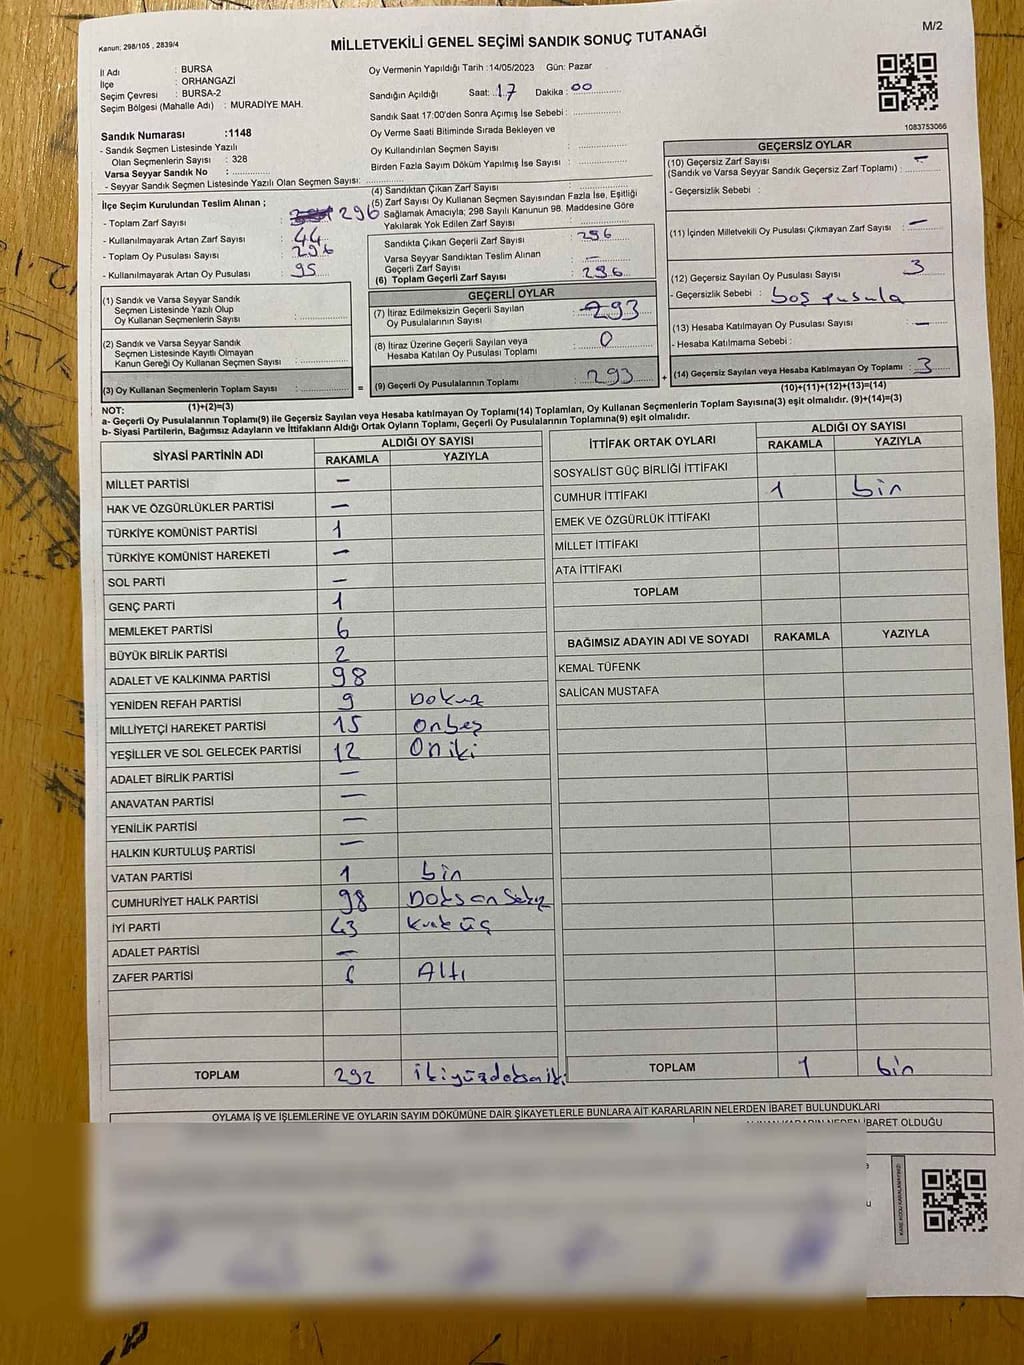 Kanun; 298/105 , 2839/4
MİLLETVEKİLİ GENEL SEÇİMİ SANDIK SONUÇ TUTANAĞI
M/2
İl Adı : BURSA
İlçe : ORHANGAZİ
Seçim Çevresi : BURSA-2
Seçim Bölgesi (Mahalle Adı) : MURADİYE MAH.
Sandık Numarası :1148
- Sandık Seçmen Listesinde Yazılı
Olan Seçmenlerin Sayısı : 328
Varsa Seyyar Sandık No :
- Seyyar Sandık Seçmen Listesinde Yazılı Olan Seçmen Sayısı:
Oy Vermenin Yapıldığı Tarih :14/05/2023 Gün: Pazar
Sandığın Açıldığı Saat: 17 Dakika : 00
Sandık Saat 17:00'den Sonra Açımış İse Sebebi :
Oy Verme Saati Bitiminde Sırada Bekleyen ve
Oy Kullandırılan Seçmen Sayısı :
Birden Fazla Sayım Döküm Yapılmış İse Sayısı :
1083753066
İlçe Seçim Kurulundan Teslim Alınan ;
- Toplam Zarf Sayısı : 296
- Kullanılmayarak Artan Zarf Sayısı : 44
- Toplam Oy Pusulası Sayısı : 296
- Kullanılmayarak Artan Oy Pusulası : 95
(1) Sandık ve Varsa Seyyar Sandık
Seçmen Listesinde Yazılı Olup
Oy Kullanan Seçmenlerin Sayısı :
(2) Sandık ve Varsa Seyyar Sandık
Seçmen Listesinde Kayıtlı Olmayan
Kanun Gereği Oy Kullanan Seçmen Sayısı :
(3) Oy Kullanan Seçmenlerin Toplam Sayısı : =
(1)+(2)=(3)
(4) Sandıktan Çıkan Zarf Sayısı :
(5) Zarf Sayısı Oy Kullanan Seçmen Sayısından Fazla İse, Eşitliği
Sağlamak Amacıyla; 298 Sayılı Kanunun 98. Maddesine Göre
Yakılarak Yok Edilen Zarf Sayısı :
Sandıkta Çıkan Geçerli Zarf Sayısı : 296
Varsa Seyyar Sandıktan Teslim Alınan
Geçerli Zarf Sayısı : –
(6) Toplam Geçerli Zarf Sayısı : 296
GEÇERLİ OYLAR
(7) İtiraz Edilmeksizin Geçerli Sayılan
Oy Pusulalarının Sayısı : 293
(8) İtiraz Üzerine Geçerli Sayılan veya
Hesaba Katılan Oy Pusulası Toplamı : 0
(9) Geçerli Oy Pusulalarının Toplamı : 293 +
GEÇERSİZ OYLAR
(10) Geçersiz Zarf Sayısı
(Sandık ve Varsa Seyyar Sandık Geçersiz Zarf Toplamı) : –
- Geçersizlik Sebebi :
(11) İçinden Milletvekili Oy Pusulası Çıkmayan Zarf Sayısı : –
(12) Geçersiz Sayılan Oy Pusulası Sayısı : 3
- Geçersizlik Sebebi : boş pusula
(13) Hesaba Katılmayan Oy Pusulası Sayısı : –
- Hesaba Katılmama Sebebi :
(14) Geçersiz Sayılan veya Hesaba Katılmayan Oy Toplamı : 3
(10)+(11)+(12)+(13)=(14)
NOT:
a- Geçerli Oy Pusulalarının Toplamı(9) ile Geçersiz Sayılan veya Hesaba katılmayan Oy Toplamı(14) Toplamları, Oy Kullanan Seçmenlerin Toplam Sayısına(3) eşit olmalıdır. (9)+(14)=(3)
b- Siyasi Partilerin, Bağımsız Adayların ve İttifakların Aldığı Ortak Oyların Toplamı, Geçerli Oy Pusulalarının Toplamına(9) eşit olmalıdır.
SİYASİ PARTİNİN ADI ALDIĞI OY SAYISI
RAKAMLA YAZIYLA
MİLLET PARTİSİ –
HAK VE ÖZGÜRLÜKLER PARTİSİ –
TÜRKİYE KOMÜNİST PARTİSİ 1
TÜRKİYE KOMÜNİST HAREKETİ –
SOL PARTİ –
GENÇ PARTİ 1
MEMLEKET PARTİSİ 6
BÜYÜK BİRLİK PARTİSİ 2
ADALET VE KALKINMA PARTİSİ 98
YENİDEN REFAH PARTİSİ 9 Dokuz
MİLLİYETÇİ HAREKET PARTİSİ 15 Onbeş
YEŞİLLER VE SOL GELECEK PARTİSİ 12 Oniki
ADALET BİRLİK PARTİSİ –
ANAVATAN PARTİSİ –
YENİLİK PARTİSİ –
HALKIN KURTULUŞ PARTİSİ –
VATAN PARTİSİ 1 bir
CUMHURİYET HALK PARTİSİ 98 Doksan Sekiz
İYİ PARTİ 43 Kırk üç
ADALET PARTİSİ –
ZAFER PARTİSİ 6 Altı
TOPLAM 292 ikiyüzdoksaniki
İTTİFAK ORTAK OYLARI ALDIĞI OY SAYISI
RAKAMLA YAZIYLA
SOSYALİST GÜÇ BİRLİĞİ İTTİFAKI
CUMHUR İTTİFAKI 1 bir
EMEK VE ÖZGÜRLÜK İTTİFAKI
MİLLET İTTİFAKI
ATA İTTİFAKI
TOPLAM
BAĞIMSIZ ADAYIN ADI VE SOYADI RAKAMLA YAZIYLA
KEMAL TÜFENK
SALİCAN MUSTAFA
TOPLAM 1 bir
OYLAMA İŞ VE İŞLEMLERİNE VE OYLARIN SAYIM DÖKÜMÜNE DAİR ŞİKAYETLERLE BUNLARA AİT KARARLARIN NELERDEN İBARET BULUNDUKLARI
İBARET OLDUĞU